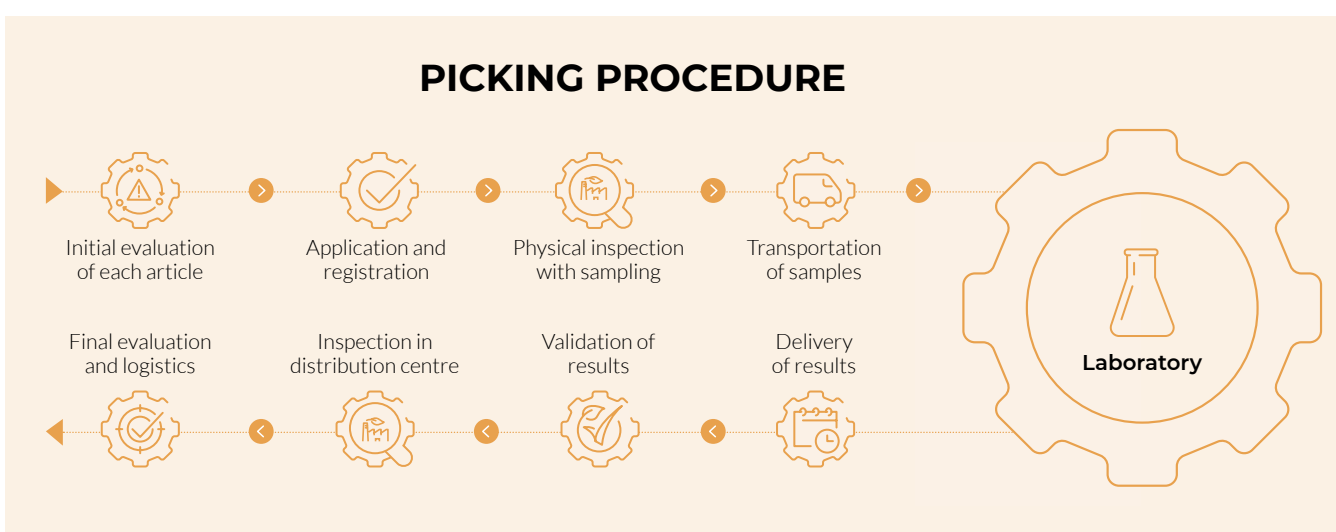 PICKING PROCEDURE
Initial evaluation
of each article
Application and
registration
Physical inspection
with sampling
Transportation
of samples
Laboratory
Final evaluation
and logistics
Inspection in
distribution centre
Validation of
results
Delivery
of results